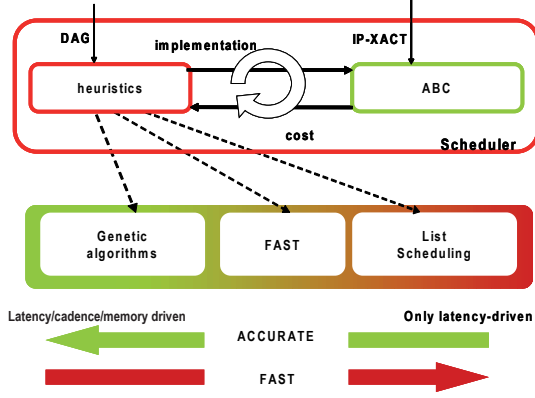 DAG
implementation
IP-XACT
heuristics
ABC
cost
Scheduler
Genetic
algorithms
FAST
List
Scheduling
Latency/cadence/memory driven
Only latency-driven
ACCURATE
FAST